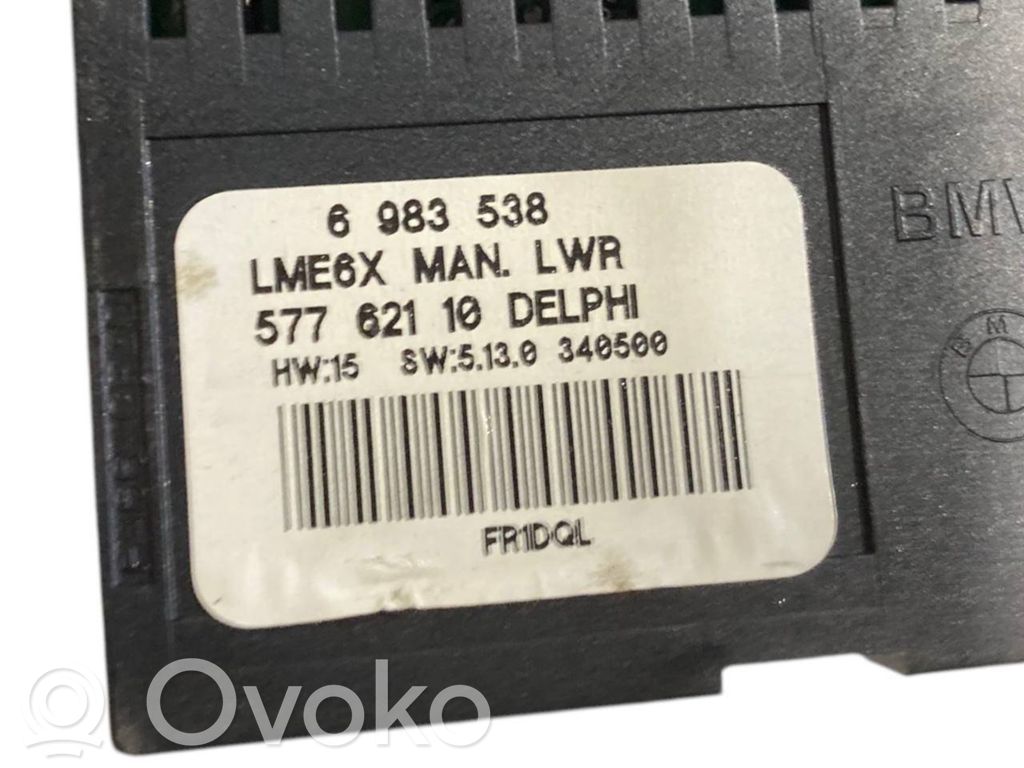 6 983 538
LME6X MAN. LWR
577 621 10 DELPHI
HW:15 SW:5.13.0 340500
FR1DQL
BMW
BM
Ovoko